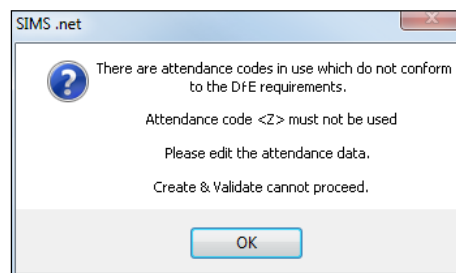 SIMS .net
There are attendance codes in use which do not conform
to the DfE requirements.
Attendance code <Z> must not be used
Please edit the attendance data.
Create & Validate cannot proceed.
OK